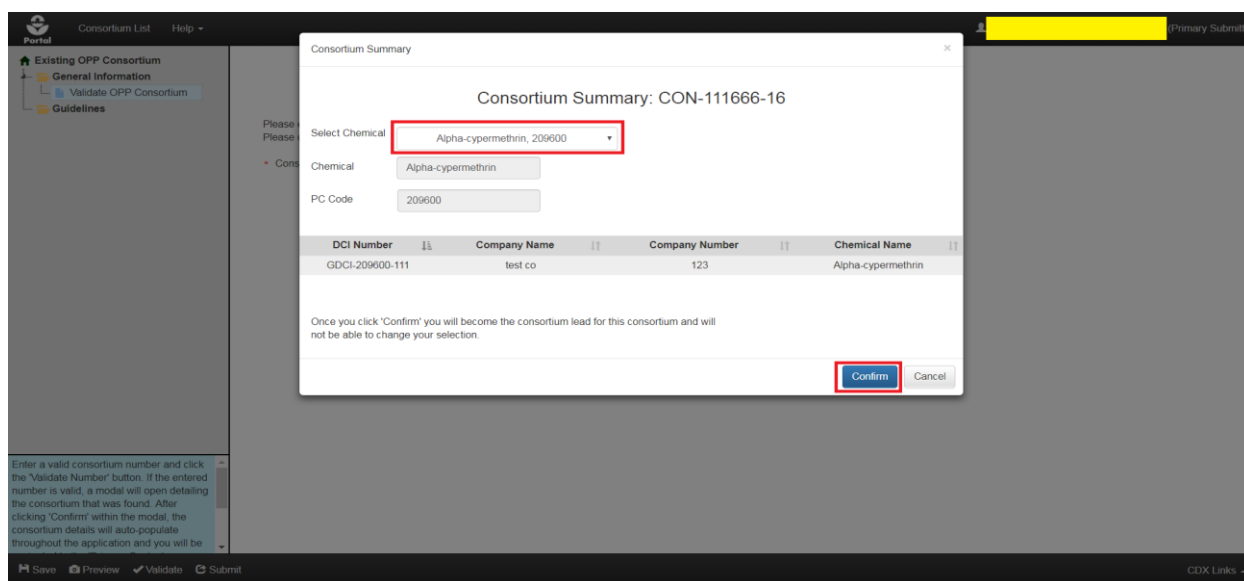 Portal
Consortium List
Help
(Primary Submitt
Existing OPP Consortium
General Information
Validate OPP Consortium
Guidelines
Please
Please
* Cons
Consortium Summary
×
Consortium Summary: CON-111666-16
Select Chemical
Alpha-cypermethrin, 209600
Chemical
Alpha-cypermethrin
PC Code
209600
DCI Number Company Name Company Number Chemical Name
GDCI-209600-111 test co 123 Alpha-cypermethrin
Once you click 'Confirm' you will become the consortium lead for this consortium and will
not be able to change your selection.
Confirm Cancel
Enter a valid consortium number and click
the 'Validate Number' button. If the entered
number is valid, a modal will open detailing
the consortium that was found. After
clicking 'Confirm' within the modal, the
consortium details will auto-populate
throughout the application and you will be
Save Preview Validate Submit
CDX Links